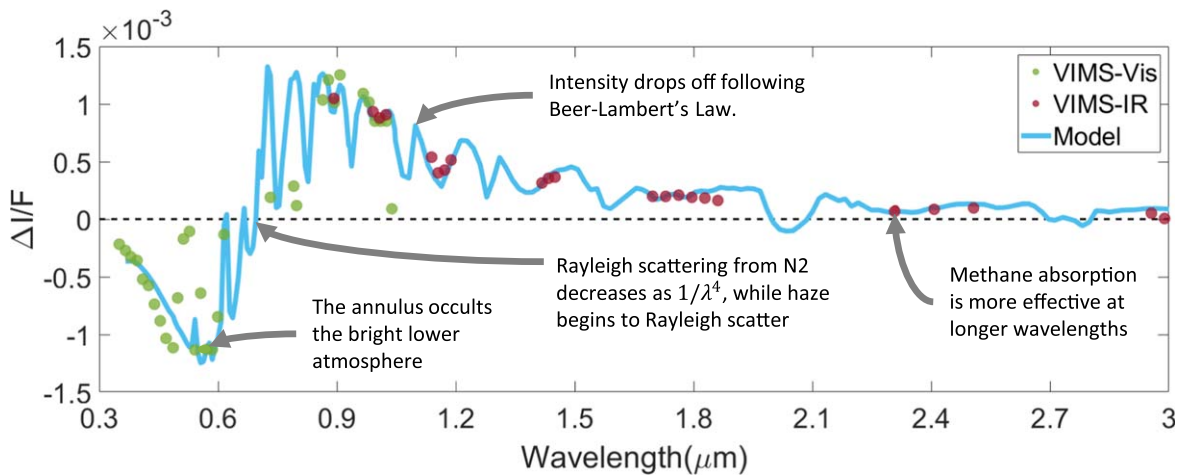 ×10⁻³
1.5
1
0.5
0
-0.5
-1
-1.5
ΔI/F
VIMS-Vis
VIMS-IR
Model
Intensity drops off following
Beer-Lambert's Law.
Rayleigh scattering from N2
decreases as 1/λ⁴, while haze
begins to Rayleigh scatter
The annulus occults
the bright lower
atmosphere
Methane absorption
is more effective at
longer wavelengths
0.3 0.6 0.9 1.2 1.5 1.8 2.1 2.4 2.7 3
Wavelength(μm)